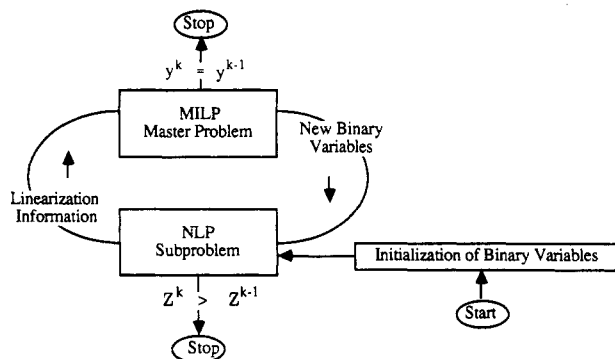 Stop
y^k = y^{k-1}
MILP
Master Problem
New Binary
Variables
Linearization
Information
NLP
Subproblem
Initialization of Binary Variables
Z^k > Z^{k-1}
Start
Stop